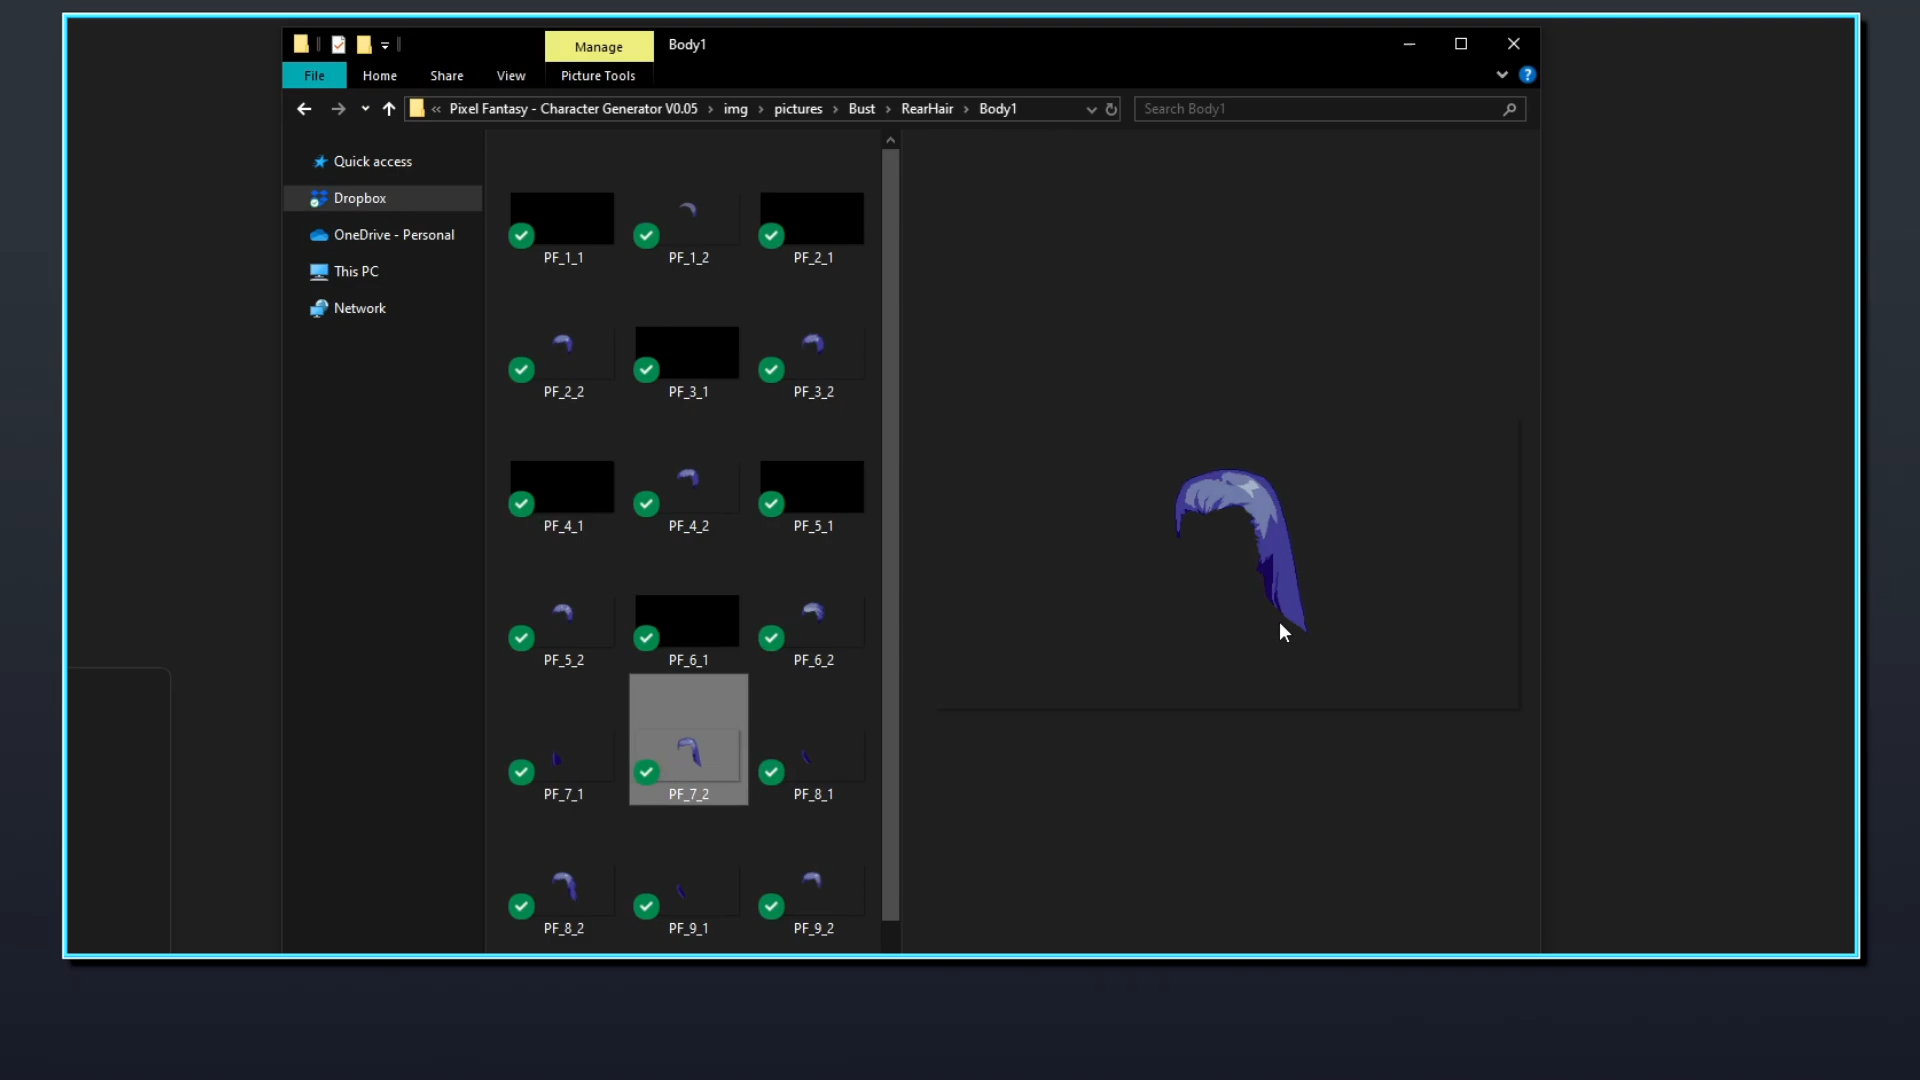 Manage
Body1
File
Home
Share
View
Picture Tools
?
« Pixel Fantasy - Character Generator V0.05 > img > pictures > Bust > RearHair > Body1
Search Body1
Quick access
Dropbox
OneDrive - Personal
This PC
Network
PF_1_1
PF_1_2
PF_2_1
PF_2_2
PF_3_1
PF_3_2
PF_4_1
PF_4_2
PF_5_1
PF_5_2
PF_6_1
PF_6_2
PF_7_1
PF_7_2
PF_8_1
PF_8_2
PF_9_1
PF_9_2